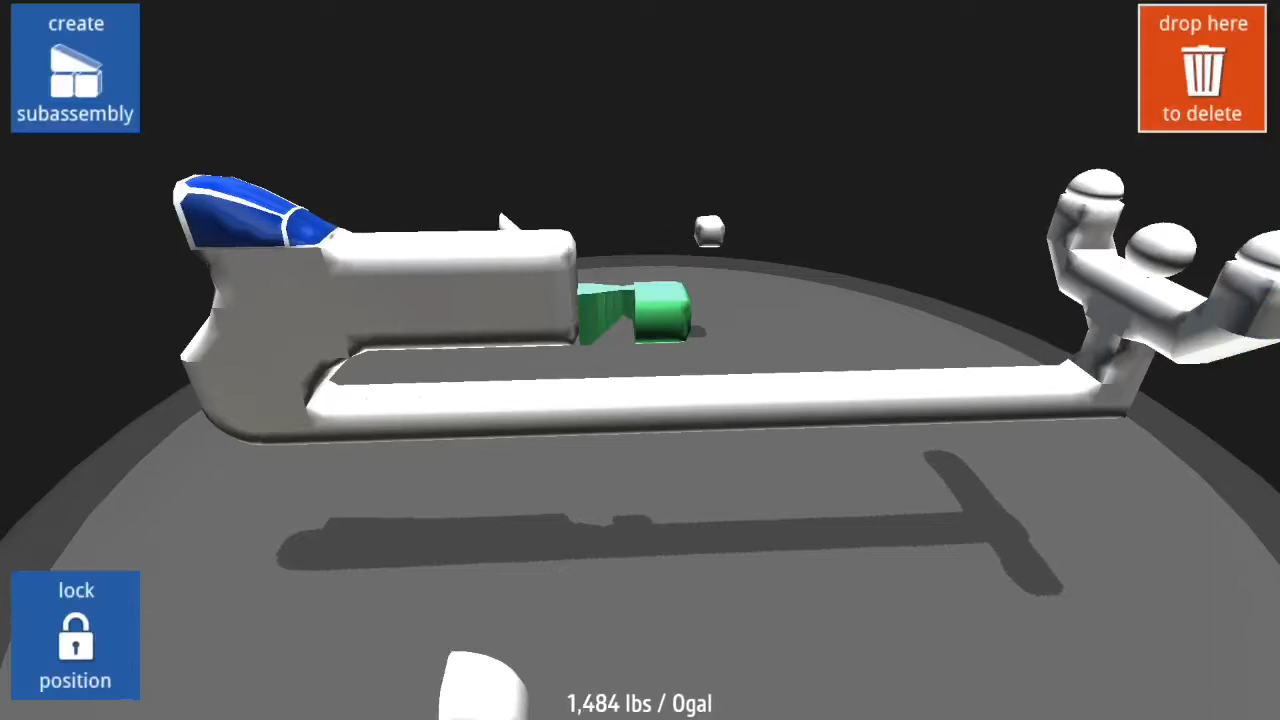 create
subassembly
drop here
to delete
lock
position
1,484 lbs / 0gal